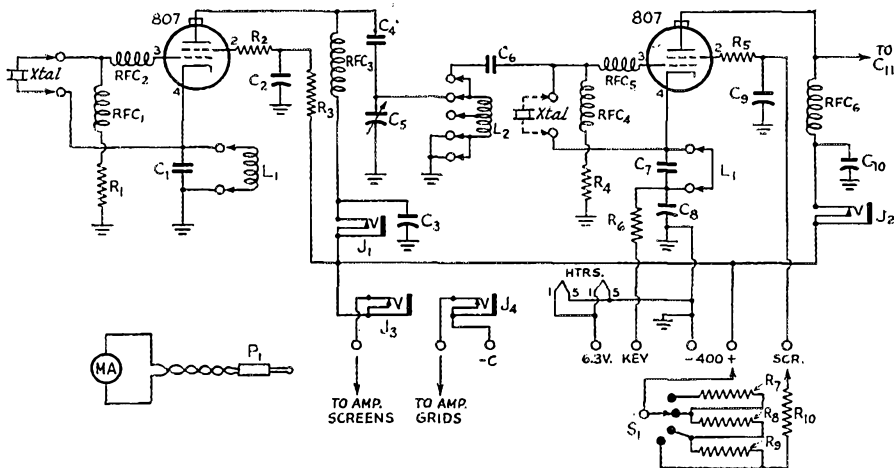 807
807
3
2
R2
C4
3
2
R5
Xtal
RFC2
4
C2
RFC3
C6
RFC5
4
C9
TO
C11
RFC1
R3
C5
L2
Xtal
RFC4
RFC6
R1
C1
L1
R4
C7
L1
C10
C3
R6
C8
V
J1
V
J2
HTRS.
1 5 1 5
V
J3
V
J4
-C
6.3V. KEY -400+ SCR.
MA
P1
TO AMP.
SCREENS
TO AMP.
GRIDS
R7
S1
R8
R10
R9